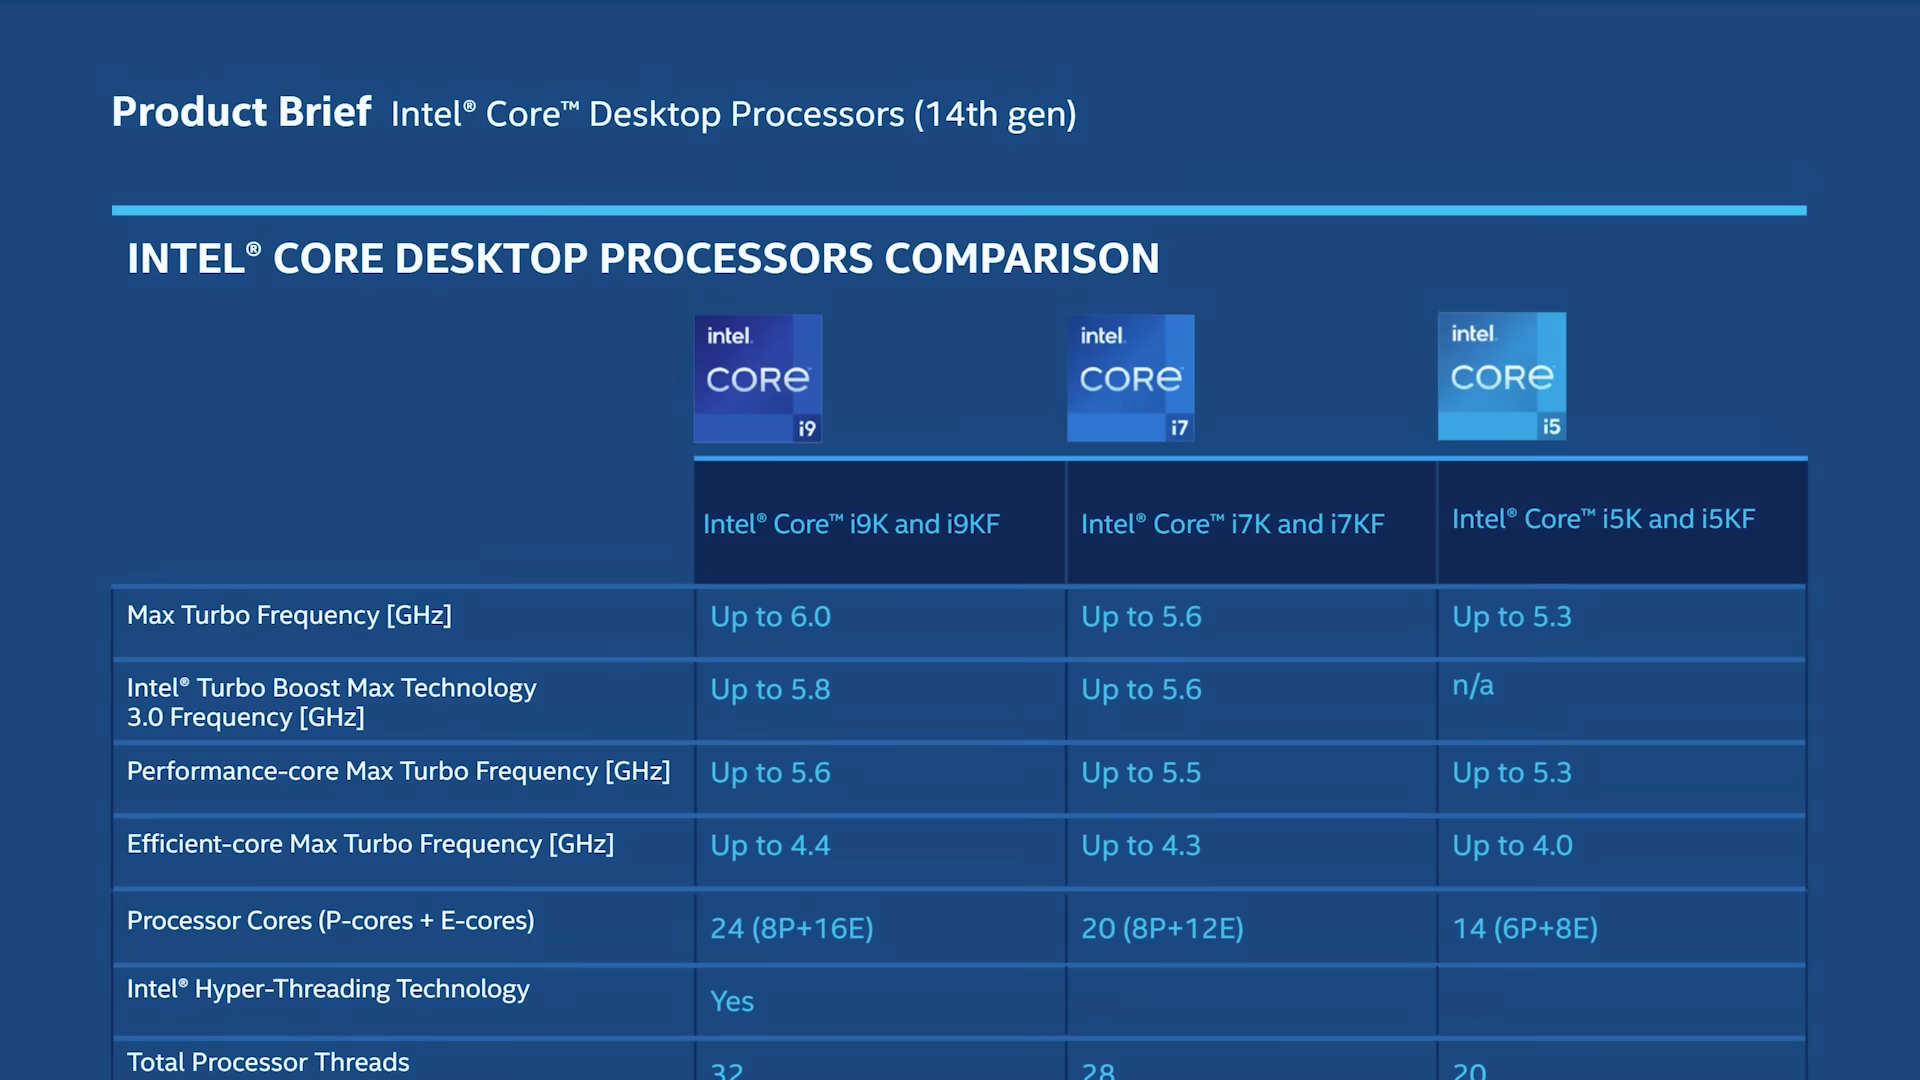 Product Brief Intel® Core™ Desktop Processors (14th gen)
INTEL® CORE DESKTOP PROCESSORS COMPARISON
intel. CORE i9
intel. CORE i7
intel. CORE i5
Intel® Core™ i9K and i9KF Intel® Core™ i7K and i7KF Intel® Core™ i5K and i5KF
Max Turbo Frequency [GHz] Up to 6.0 Up to 5.6 Up to 5.3
Intel® Turbo Boost Max Technology
3.0 Frequency [GHz] Up to 5.8 Up to 5.6 n/a
Performance-core Max Turbo Frequency [GHz] Up to 5.6 Up to 5.5 Up to 5.3
Efficient-core Max Turbo Frequency [GHz] Up to 4.4 Up to 4.3 Up to 4.0
Processor Cores (P-cores + E-cores) 24 (8P+16E) 20 (8P+12E) 14 (6P+8E)
Intel® Hyper-Threading Technology Yes
Total Processor Threads 32 28 20